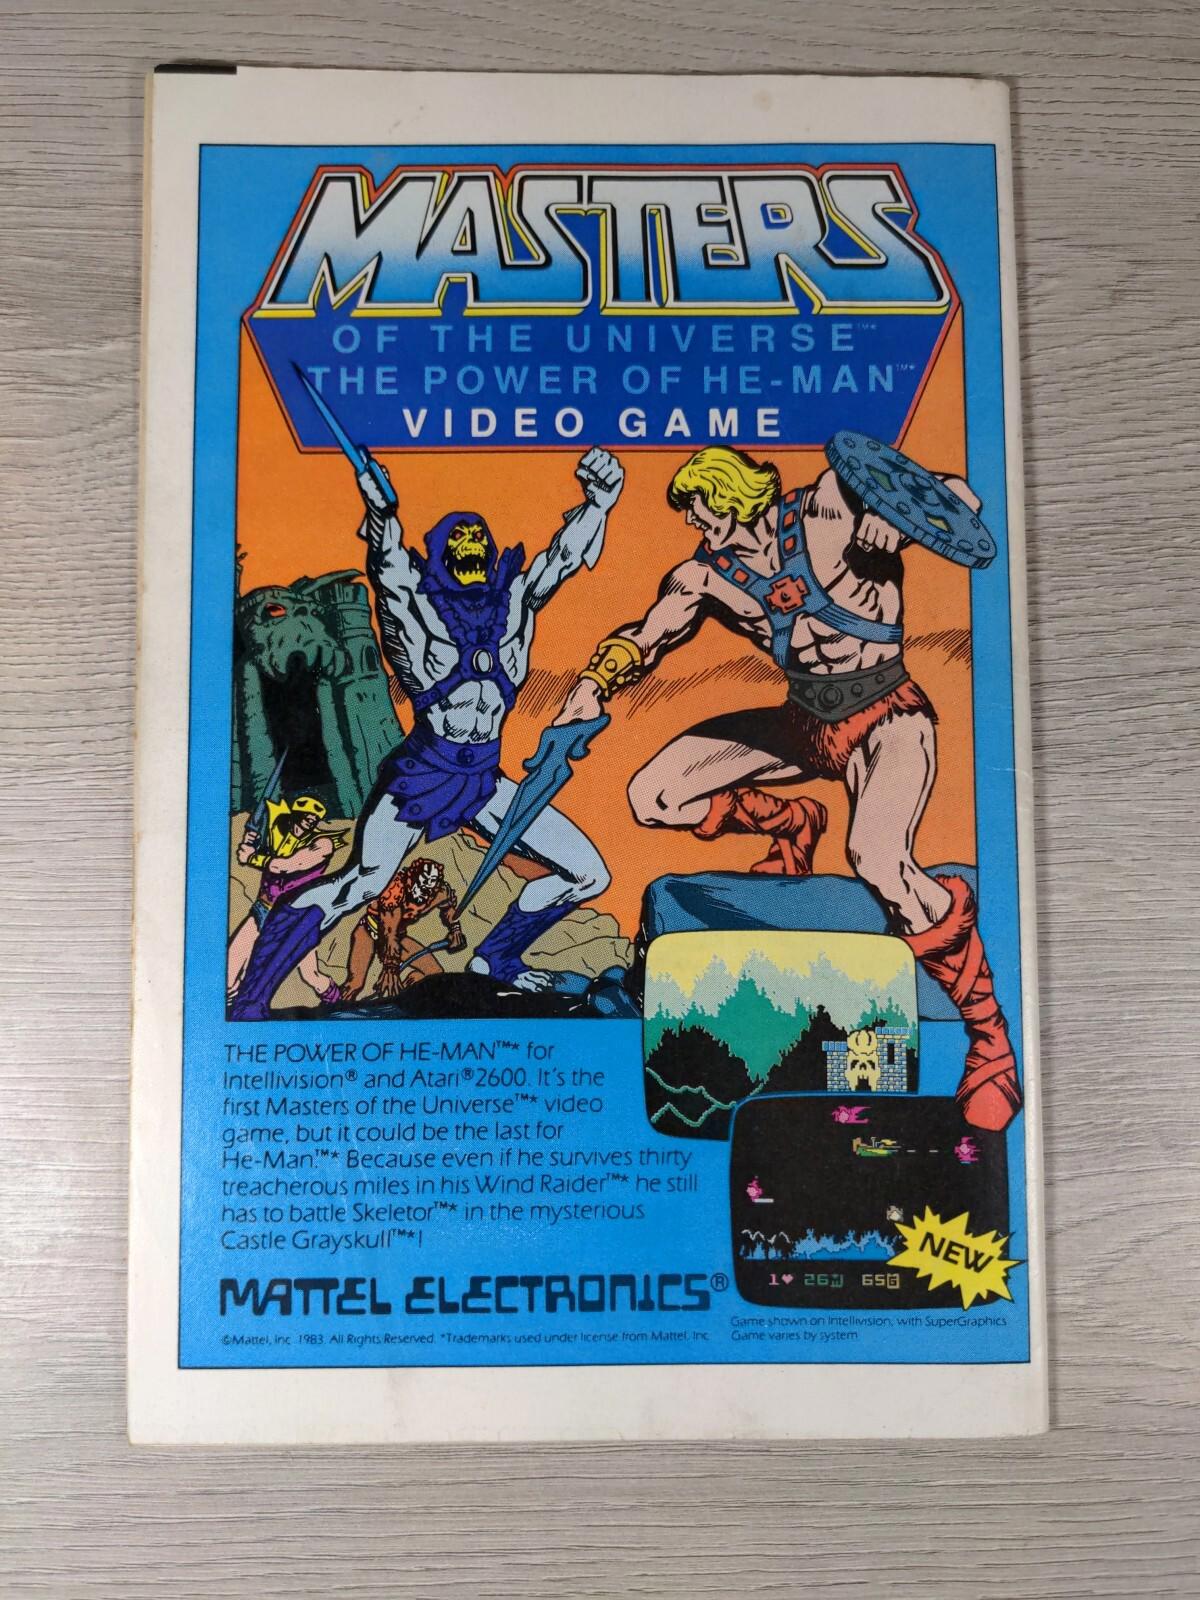 MASTERS
OF THE UNIVERSE™*
THE POWER OF HE-MAN™*
VIDEO GAME
THE POWER OF HE-MAN™* for
Intellivision® and Atari® 2600. It's the
first Masters of the Universe™* video
game, but it could be the last for
He-Man.™* Because even if he survives thirty
treacherous miles in his Wind Raider™* he still
has to battle Skeletor™* in the mysterious
Castle Grayskull™*!
MATTEL ELECTRONICS®
©Mattel, Inc. 1983. All Rights Reserved. *Trademarks used under license from Mattel, Inc.
1♥ 26M 65B
NEW
Game shown on Intellivision, with SuperGraphics
Game varies by system